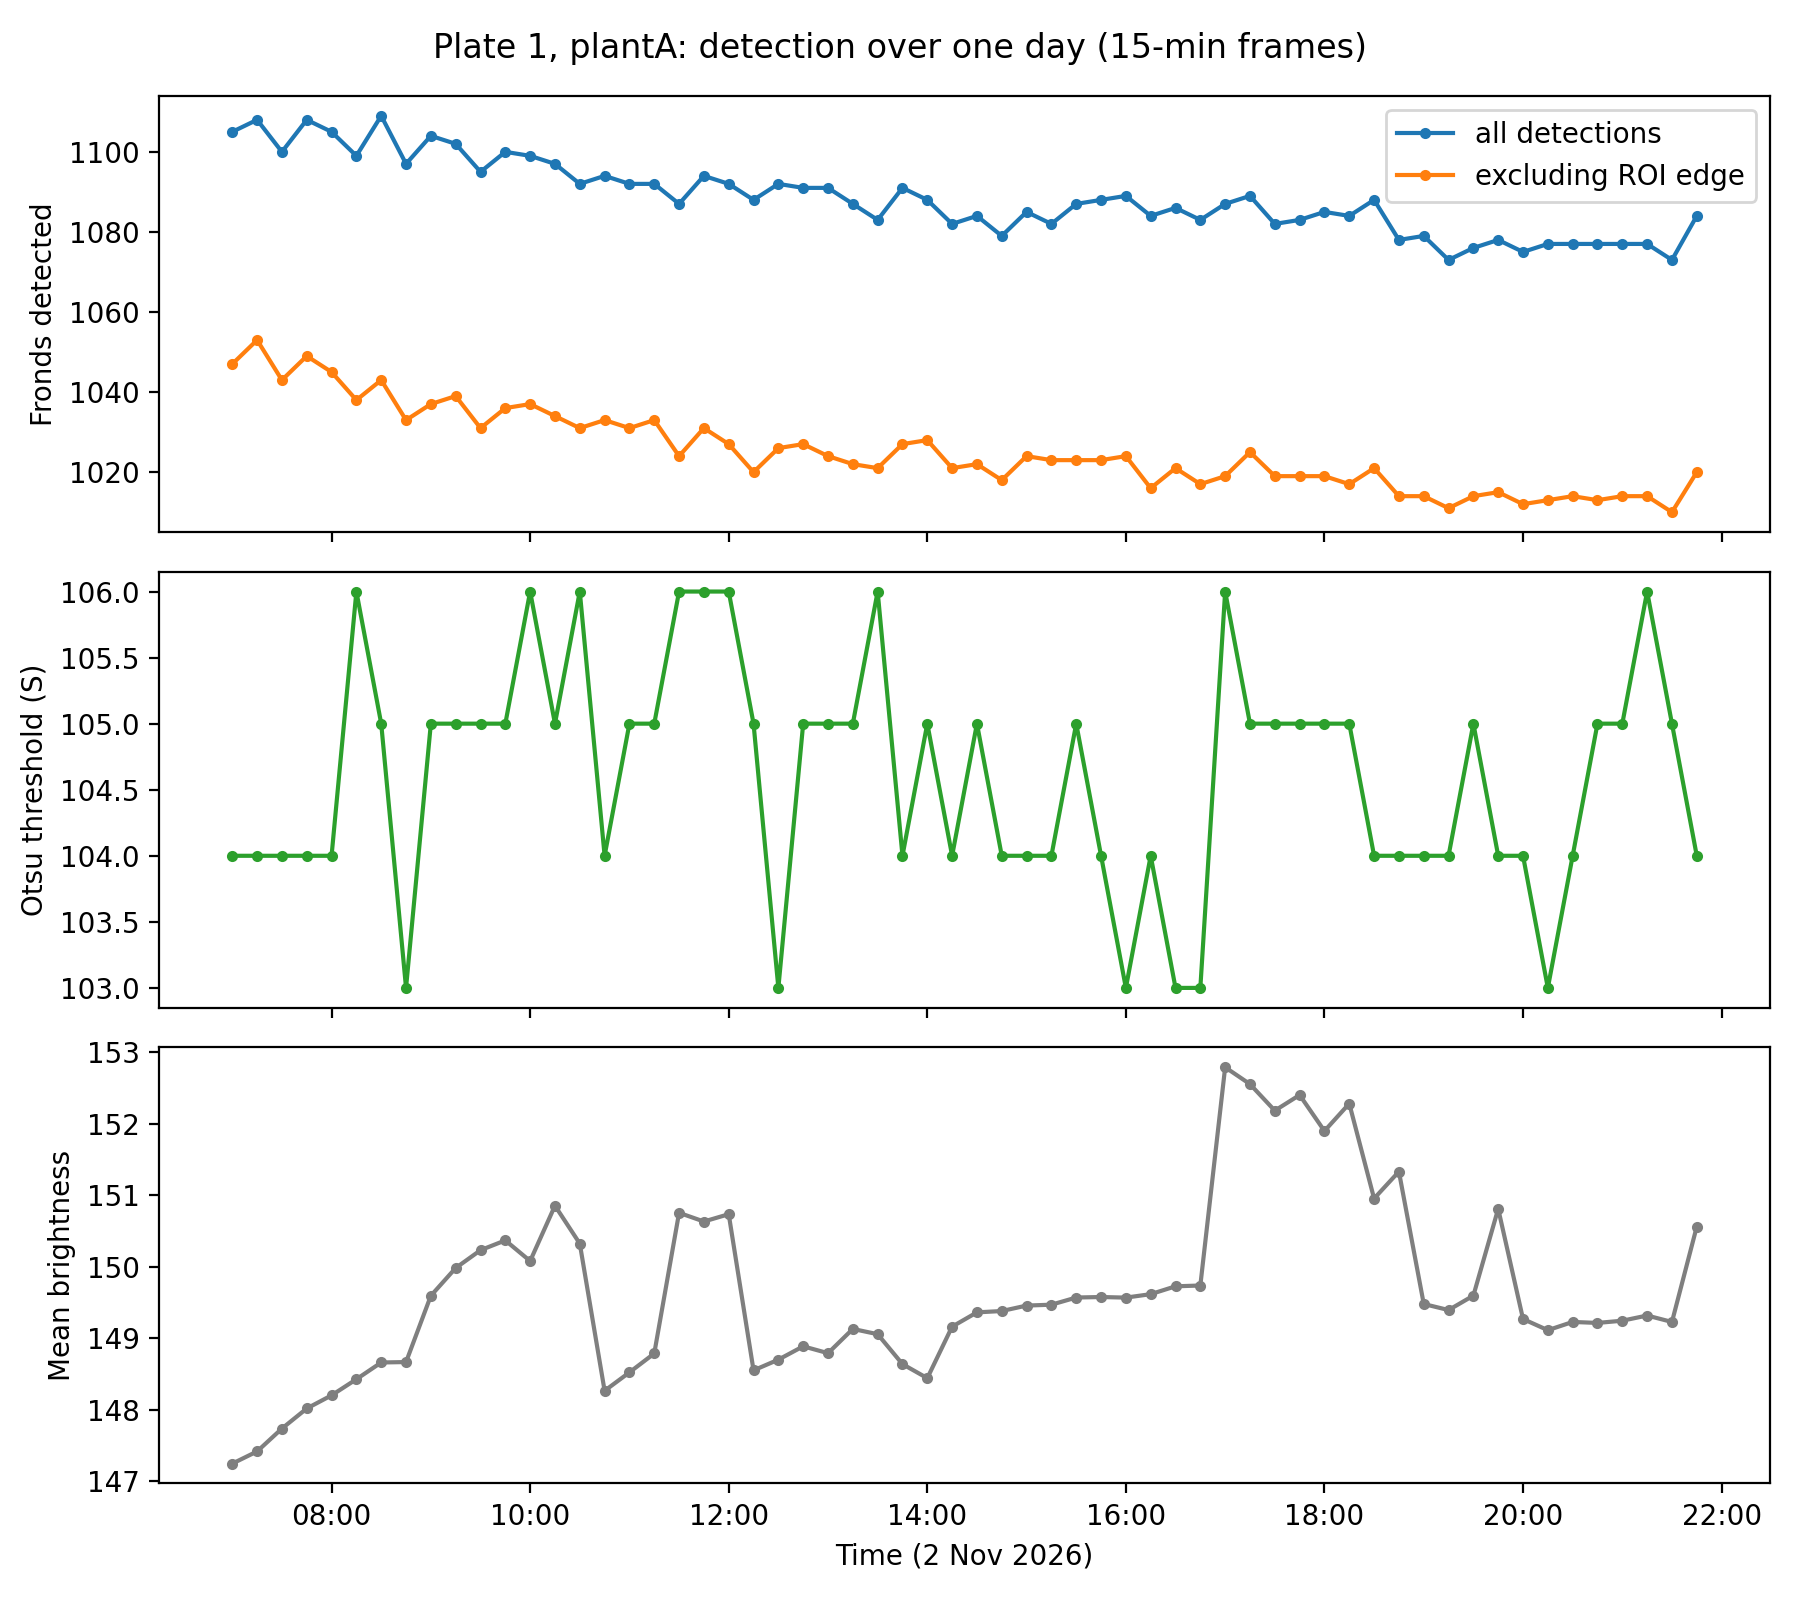 Plate 1, plantA: detection over one day (15-min frames)
all detections
excluding ROI edge
Fronds detected
1100
1080
1060
1040
1020
Otsu threshold (S)
106.0
105.5
105.0
104.5
104.0
103.5
103.0
Mean brightness
153
152
151
150
149
148
147
08:00 10:00 12:00 14:00 16:00 18:00 20:00 22:00
Time (2 Nov 2026)